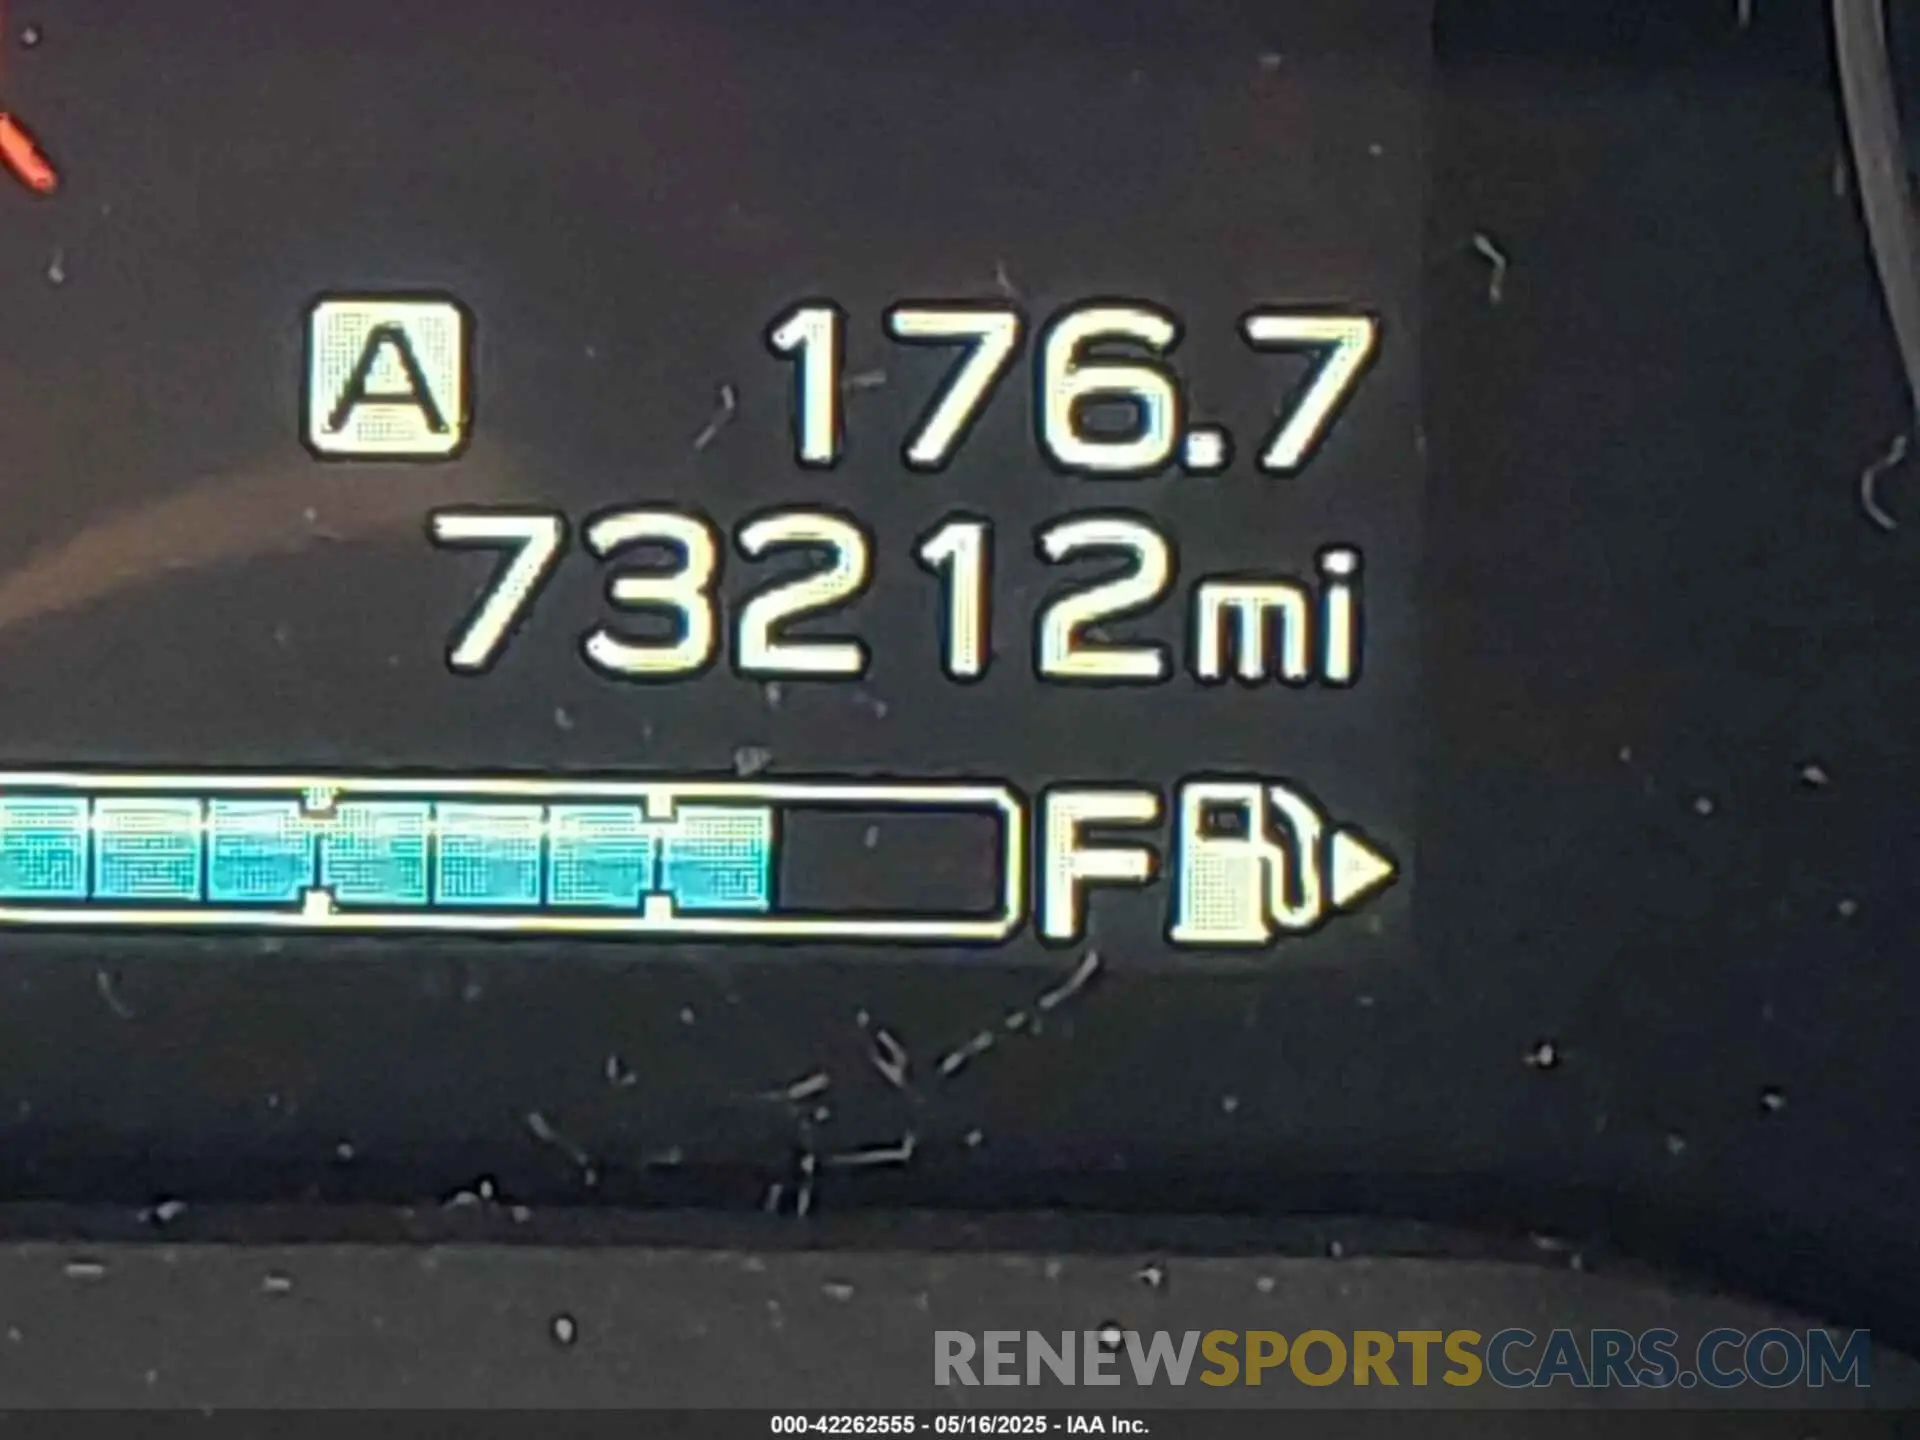 A 176.7
73212mi
F
RENEWSPORTSCARS.COM
000-42262555 - 05/16/2025 - IAA Inc.